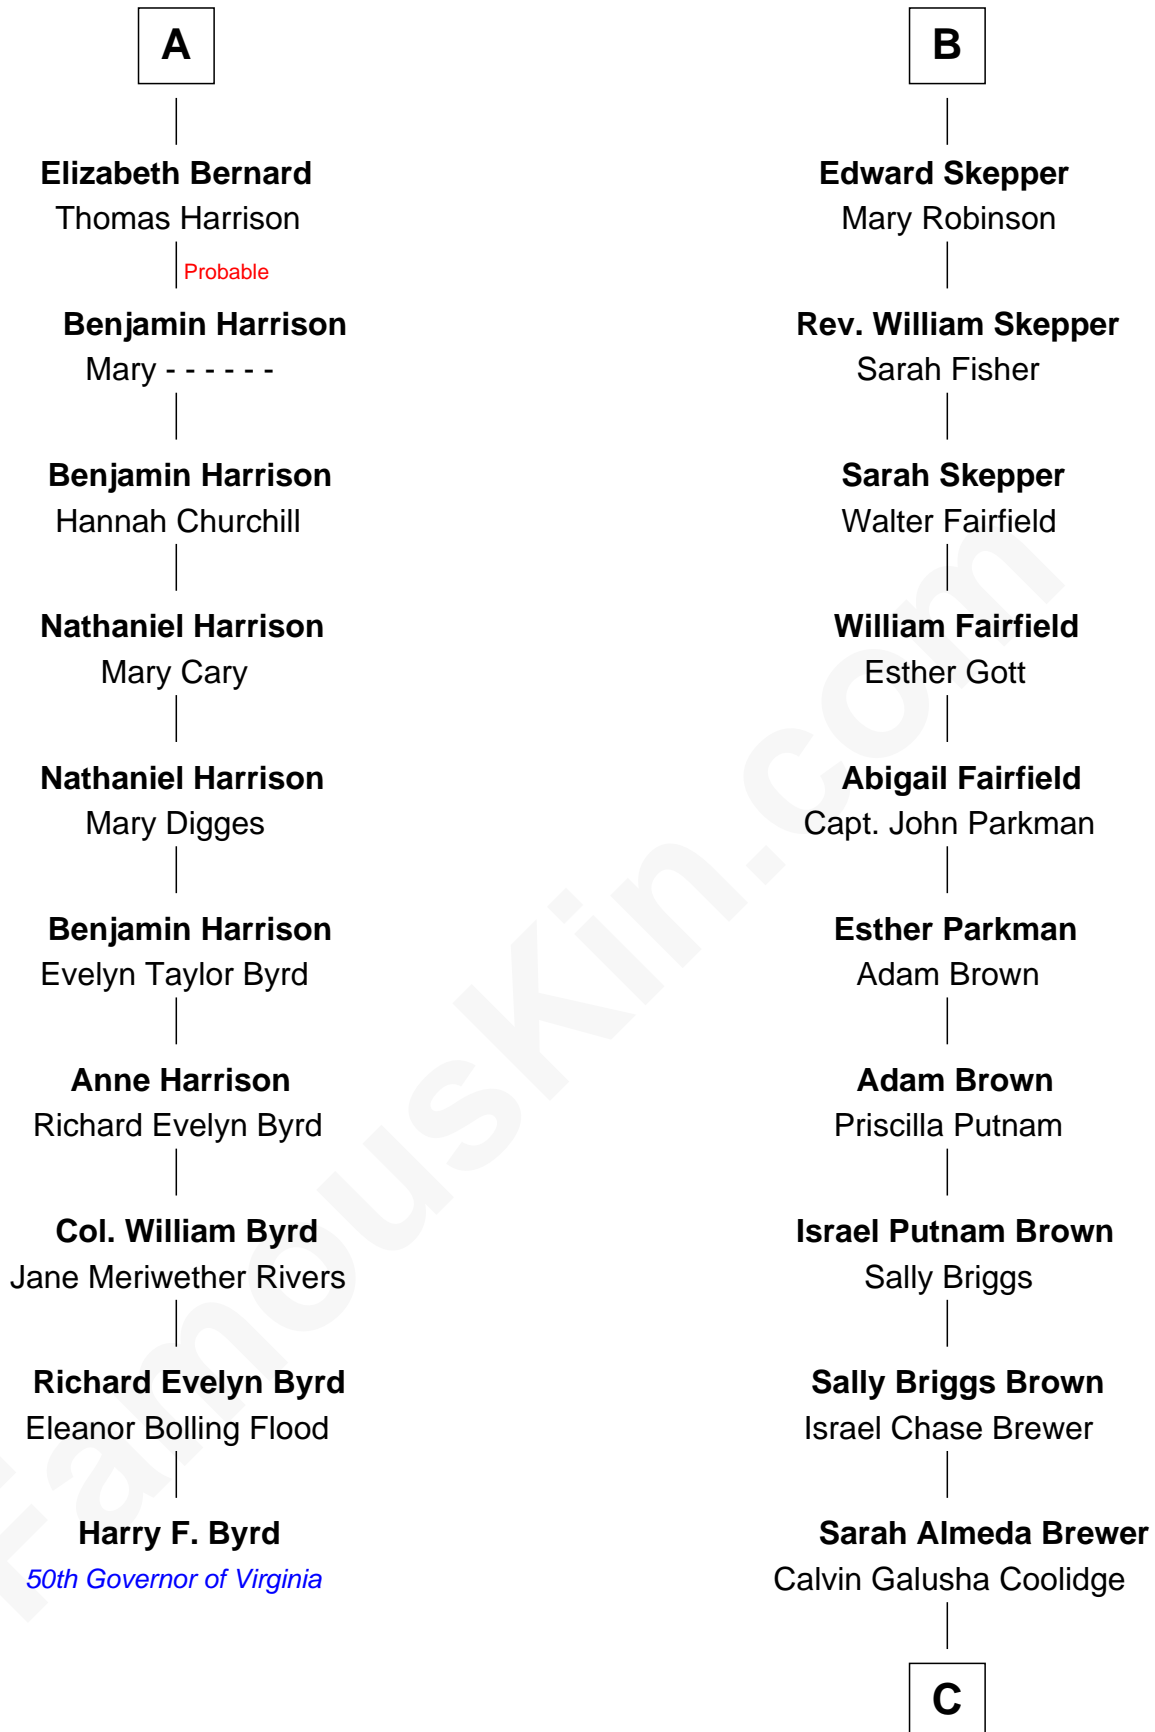 A
Elizabeth Bernard
Thomas Harrison
Probable
Benjamin Harrison
Mary - - - - - -
Benjamin Harrison
Hannah Churchill
Nathaniel Harrison
Mary Cary
Nathaniel Harrison
Mary Digges
Benjamin Harrison
Evelyn Taylor Byrd
Anne Harrison
Richard Evelyn Byrd
Col. William Byrd
Jane Meriwether Rivers
Richard Evelyn Byrd
Eleanor Bolling Flood
Harry F. Byrd
50th Governor of Virginia
B
Edward Skepper
Mary Robinson
Rev. William Skepper
Sarah Fisher
Sarah Skepper
Walter Fairfield
William Fairfield
Esther Gott
Abigail Fairfield
Capt. John Parkman
Esther Parkman
Adam Brown
Adam Brown
Priscilla Putnam
Israel Putnam Brown
Sally Briggs
Sally Briggs Brown
Israel Chase Brewer
Sarah Almeda Brewer
Calvin Galusha Coolidge
C
FamousKin.com